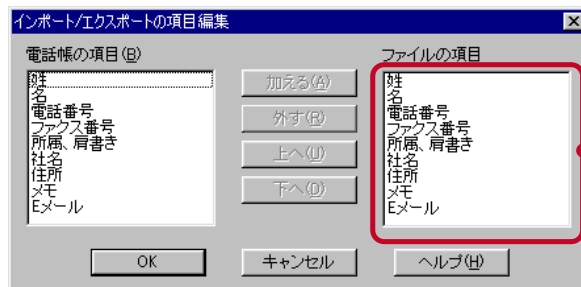 インポート/エクスポートの項目編集
電話帳の項目(B)
姓
名
電話番号
ファクス番号
所属、肩書き
社名
住所
メモ
Eメール
加える(A)
外す(R)
上へ(U)
下へ(D)
ファイルの項目
姓
名
電話番号
ファクス番号
所属、肩書き
社名
住所
メモ
Eメール
OK
キャンセル
ヘルプ(H)